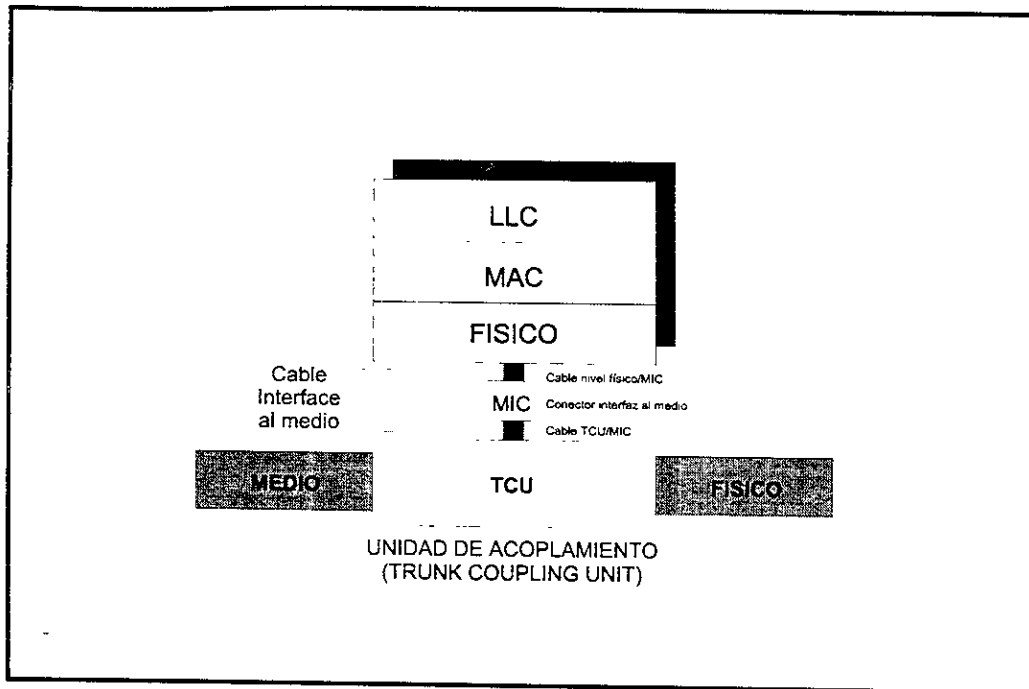 LLC
MAC
FISICO
Cable
Interface
al medio
Cable nivel físico/MIC
MIC
Conector interfaz al medio
Cable TCU/MIC
MEDIO
TCU
FISICO
UNIDAD DE ACOPLAMIENTO
(TRUNK COUPLING UNIT)